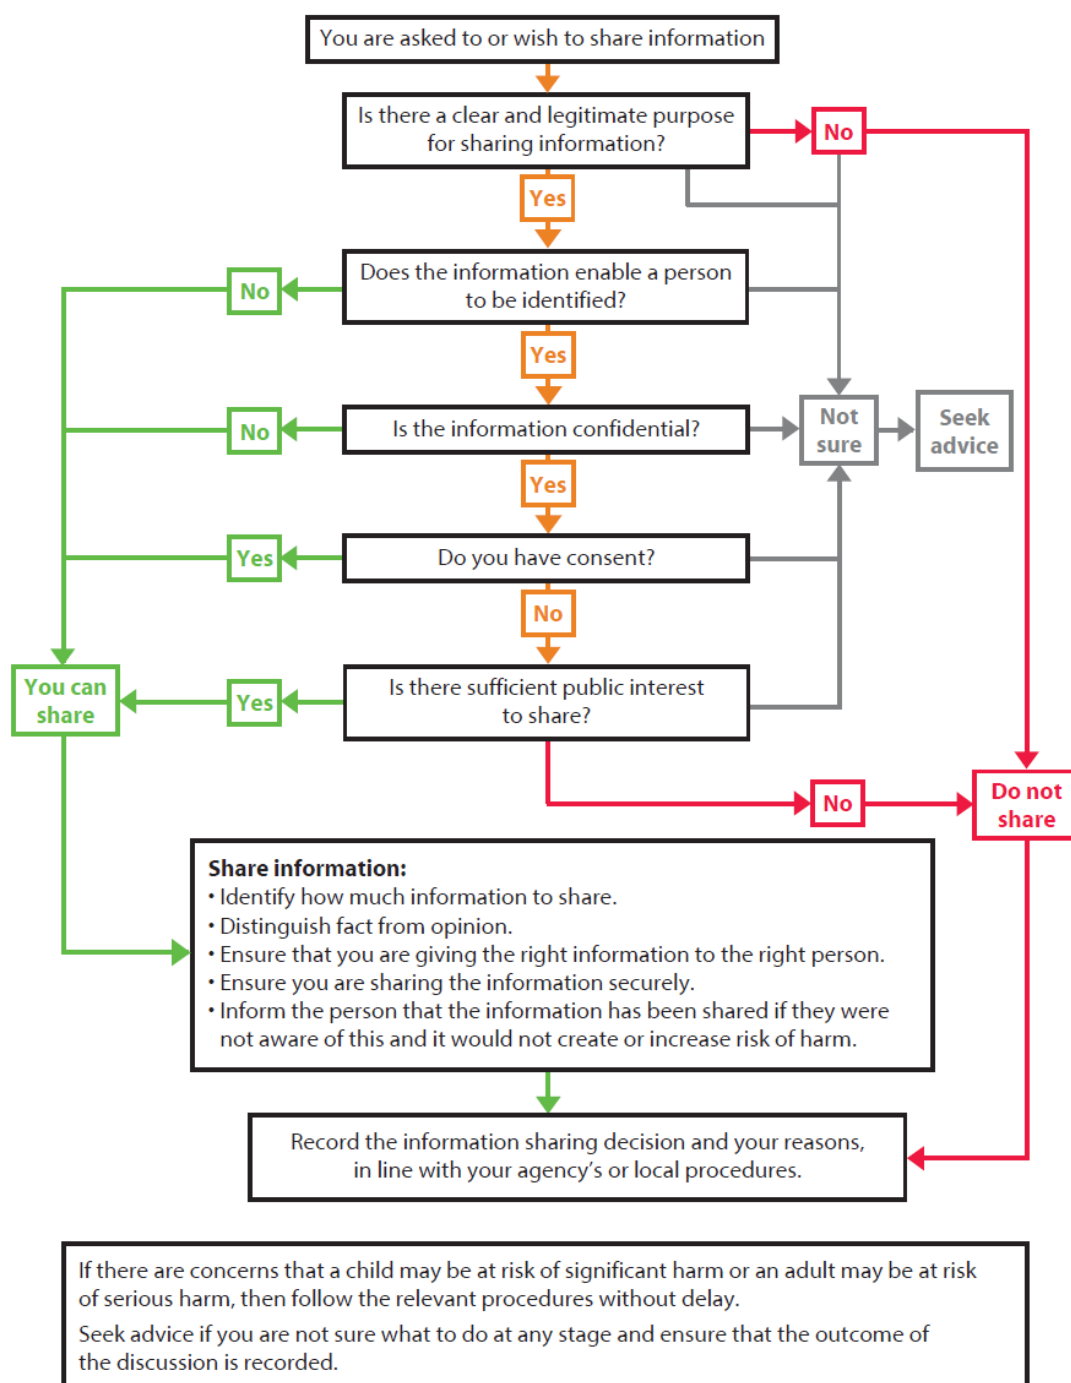 You are asked to or wish to share information
Is there a clear and legitimate purpose
for sharing information?
No
Yes
Does the information enable a person
to be identified?
No
Yes
Is the information confidential?
No
Not
sure
Seek
advice
Yes
Do you have consent?
Yes
No
Is there sufficient public interest
to share?
Yes
You can
share
No
Do not
share
Share information:
• Identify how much information to share.
• Distinguish fact from opinion.
• Ensure that you are giving the right information to the right person.
• Ensure you are sharing the information securely.
• Inform the person that the information has been shared if they were
not aware of this and it would not create or increase risk of harm.
Record the information sharing decision and your reasons,
in line with your agency’s or local procedures.
If there are concerns that a child may be at risk of significant harm or an adult may be at risk
of serious harm, then follow the relevant procedures without delay.
Seek advice if you are not sure what to do at any stage and ensure that the outcome of
the discussion is recorded.